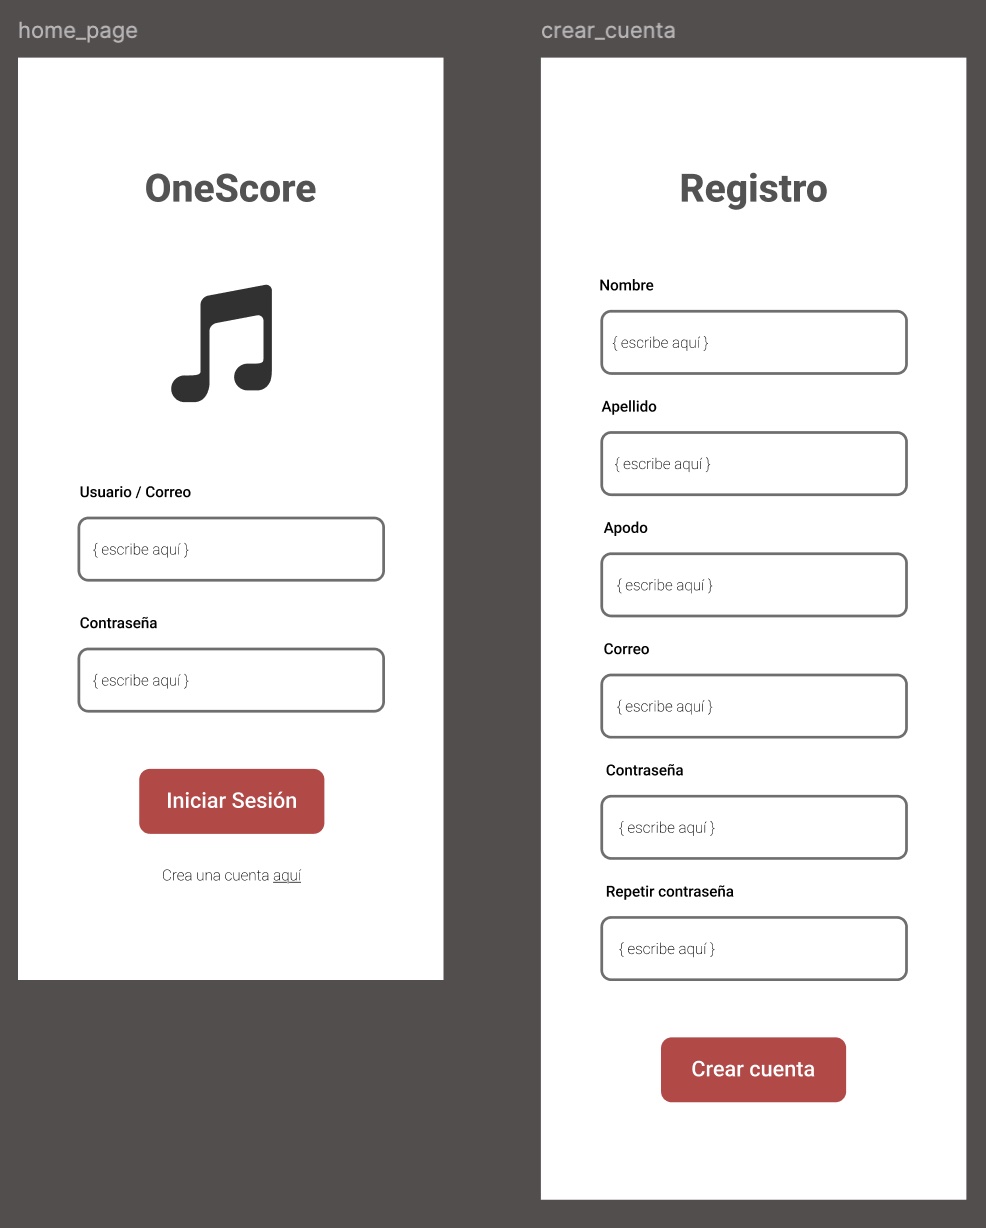 home_page
OneScore
Usuario / Correo
{ escribe aquí }
Contraseña
{ escribe aquí }
Iniciar Sesión
Crea una cuenta aquí
crear_cuenta
Registro
Nombre
{ escribe aquí }
Apellido
{ escribe aquí }
Apodo
{ escribe aquí }
Correo
{ escribe aquí }
Contraseña
{ escribe aquí }
Repetir contraseña
{ escribe aquí }
Crear cuenta